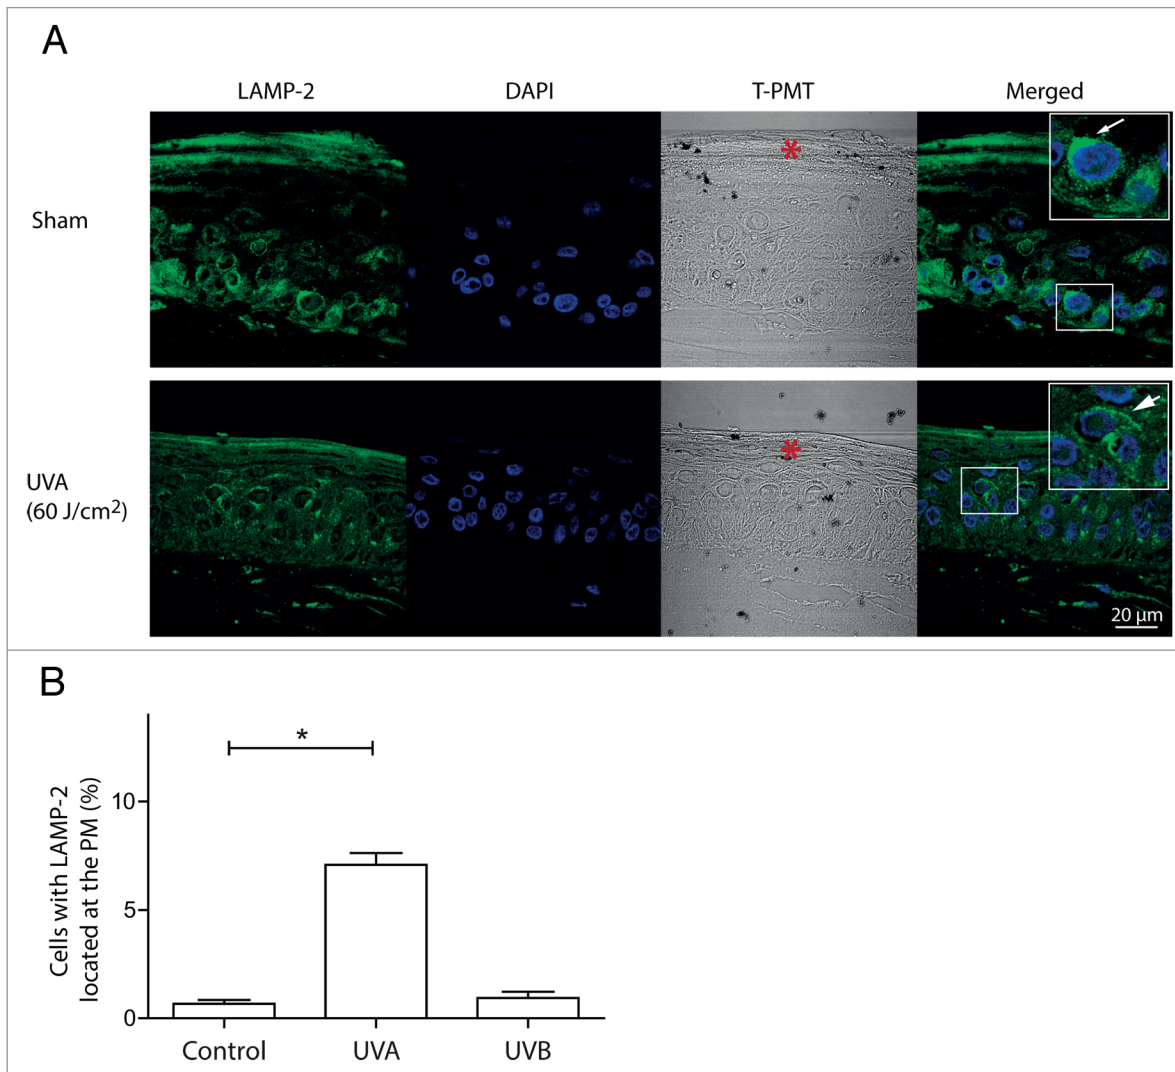 A
LAMP-2 DAPI T-PMT Merged
*
Sham
*
UVA
(60 J/cm²)
20 µm
B
*
Cells with LAMP-2
located at the PM (%)
10
5
0
Control UVA UVB